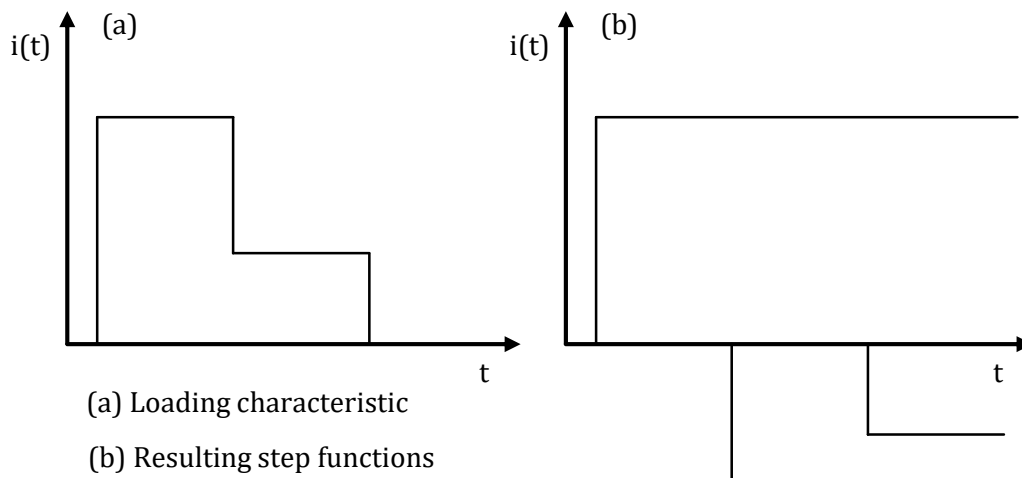 (a)
i(t)
t
(b)
i(t)
t
(a) Loading characteristic
(b) Resulting step functions